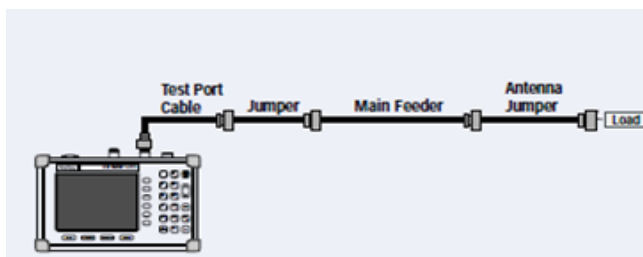 Test Port
Cable
Jumper
Main Feeder
Antenna
Jumper
Load